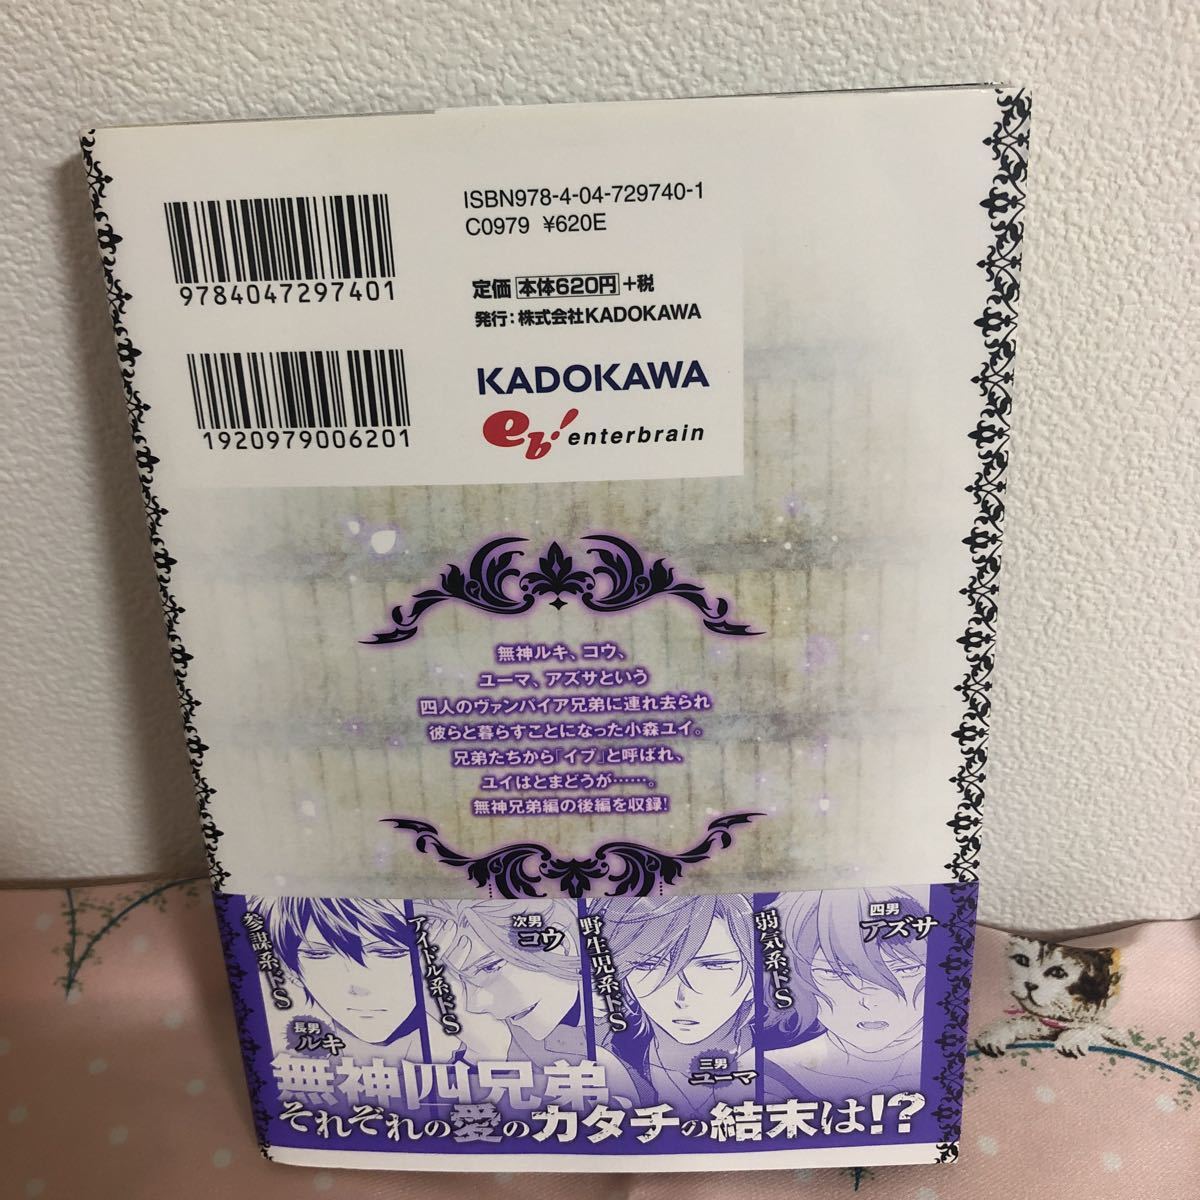 ISBN978-4-04-729740-1
C0979 ¥620E
9784047297401
定価 本体620円 +税
発行：株式会社KADOKAWA
1920979006201
KADOKAWA
eb! enterbrain
無神ルキ、コウ、
ユーマ、アズサという
四人のヴァンパイア兄弟に連れ去られ
彼らと暮らすことになった小森ユイ。
兄弟たちから「イブ」と呼ばれ、
ユイはとまどうが……。
無神兄弟編の後編を収録!
参謀系ドS
長男
ルキ
アイドル系ドS
次男
コウ
野生児系ドS
三男
ユーマ
弱気系ドS
四男
アズサ
無神四兄弟、
それぞれの愛のカタチの結末は!?